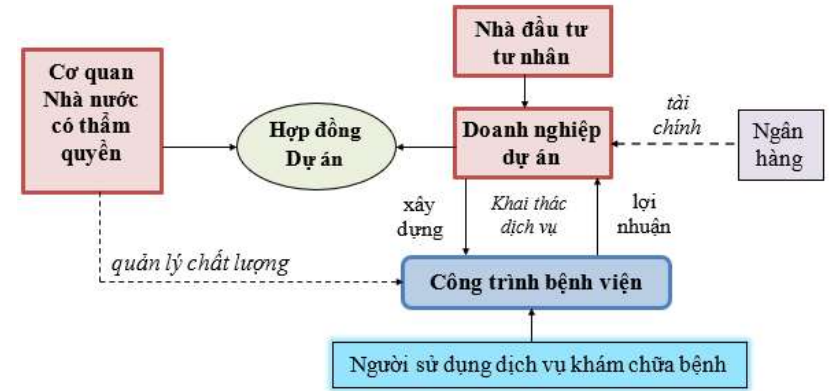 Nhà đầu tư
tư nhân
Cơ quan
Nhà nước
có thẩm
quyền
Hợp đồng
Dự án
Doanh nghiệp
dự án
tài
chính
Ngân
hàng
xây
dựng
Khai thác
dịch vụ
lợi
nhuận
quản lý chất lượng
Công trình bệnh viện
Người sử dụng dịch vụ khám chữa bệnh